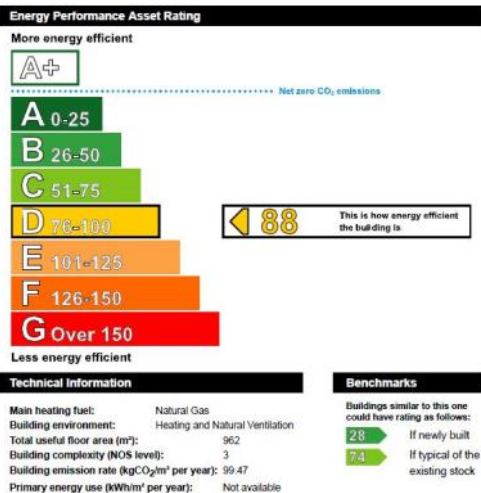 Energy Performance Asset Rating
More energy efficient
A+
Net zero CO₂ emissions
A 0-25
B 26-50
C 51-75
D 76-100
88
This is how energy efficient
the building is
E 101-125
F 126-150
G Over 150
Less energy efficient
Technical Information
Main heating fuel: Natural Gas
Building environment: Heating and Natural Ventilation
Total useful floor area (m²): 962
Building complexity (NOS level): 3
Building emission rate (kgCO₂/m² per year): 99.47
Primary energy use (kWh/m² per year): Not available
Benchmarks
Buildings similar to this one
could have rating as follows:
28 If newly built
74 If typical of the
existing stock